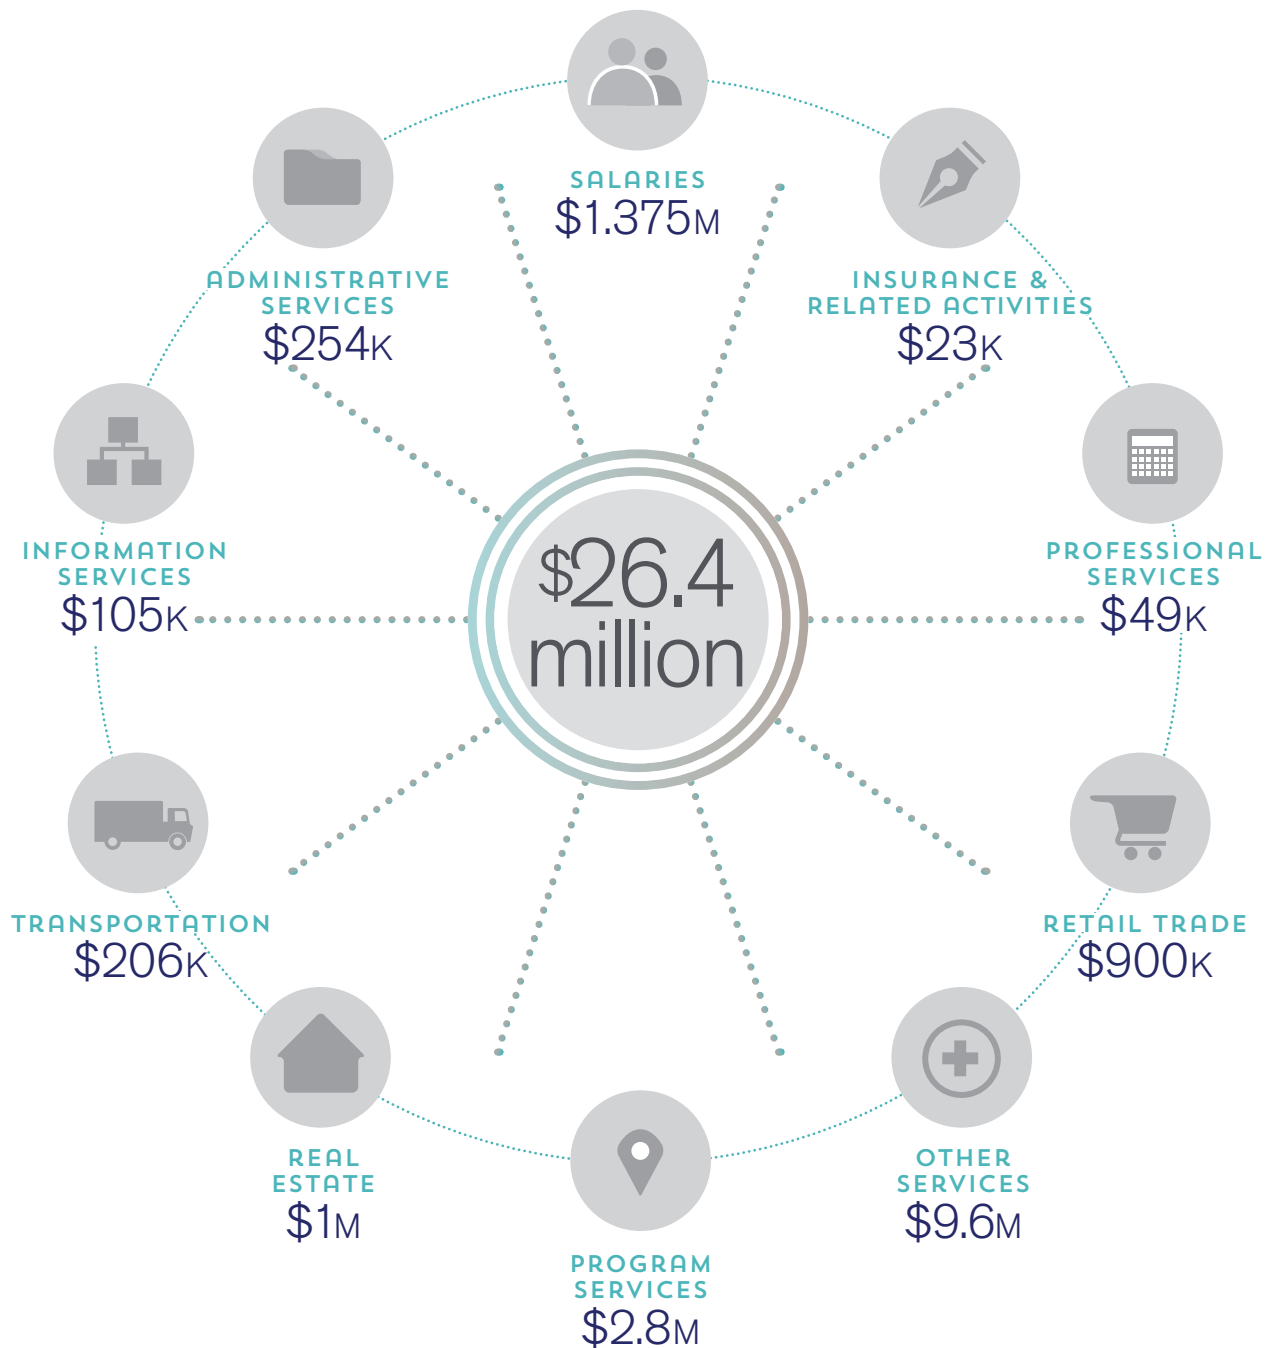 SALARIES
$1.375M
INSURANCE &
RELATED ACTIVITIES
$23K
PROFESSIONAL
SERVICES
$49K
RETAIL TRADE
$900K
OTHER
SERVICES
$9.6M
PROGRAM
SERVICES
$2.8M
REAL
ESTATE
$1M
TRANSPORTATION
$206K
INFORMATION
SERVICES
$105K
ADMINISTRATIVE
SERVICES
$254K
$26.4
million